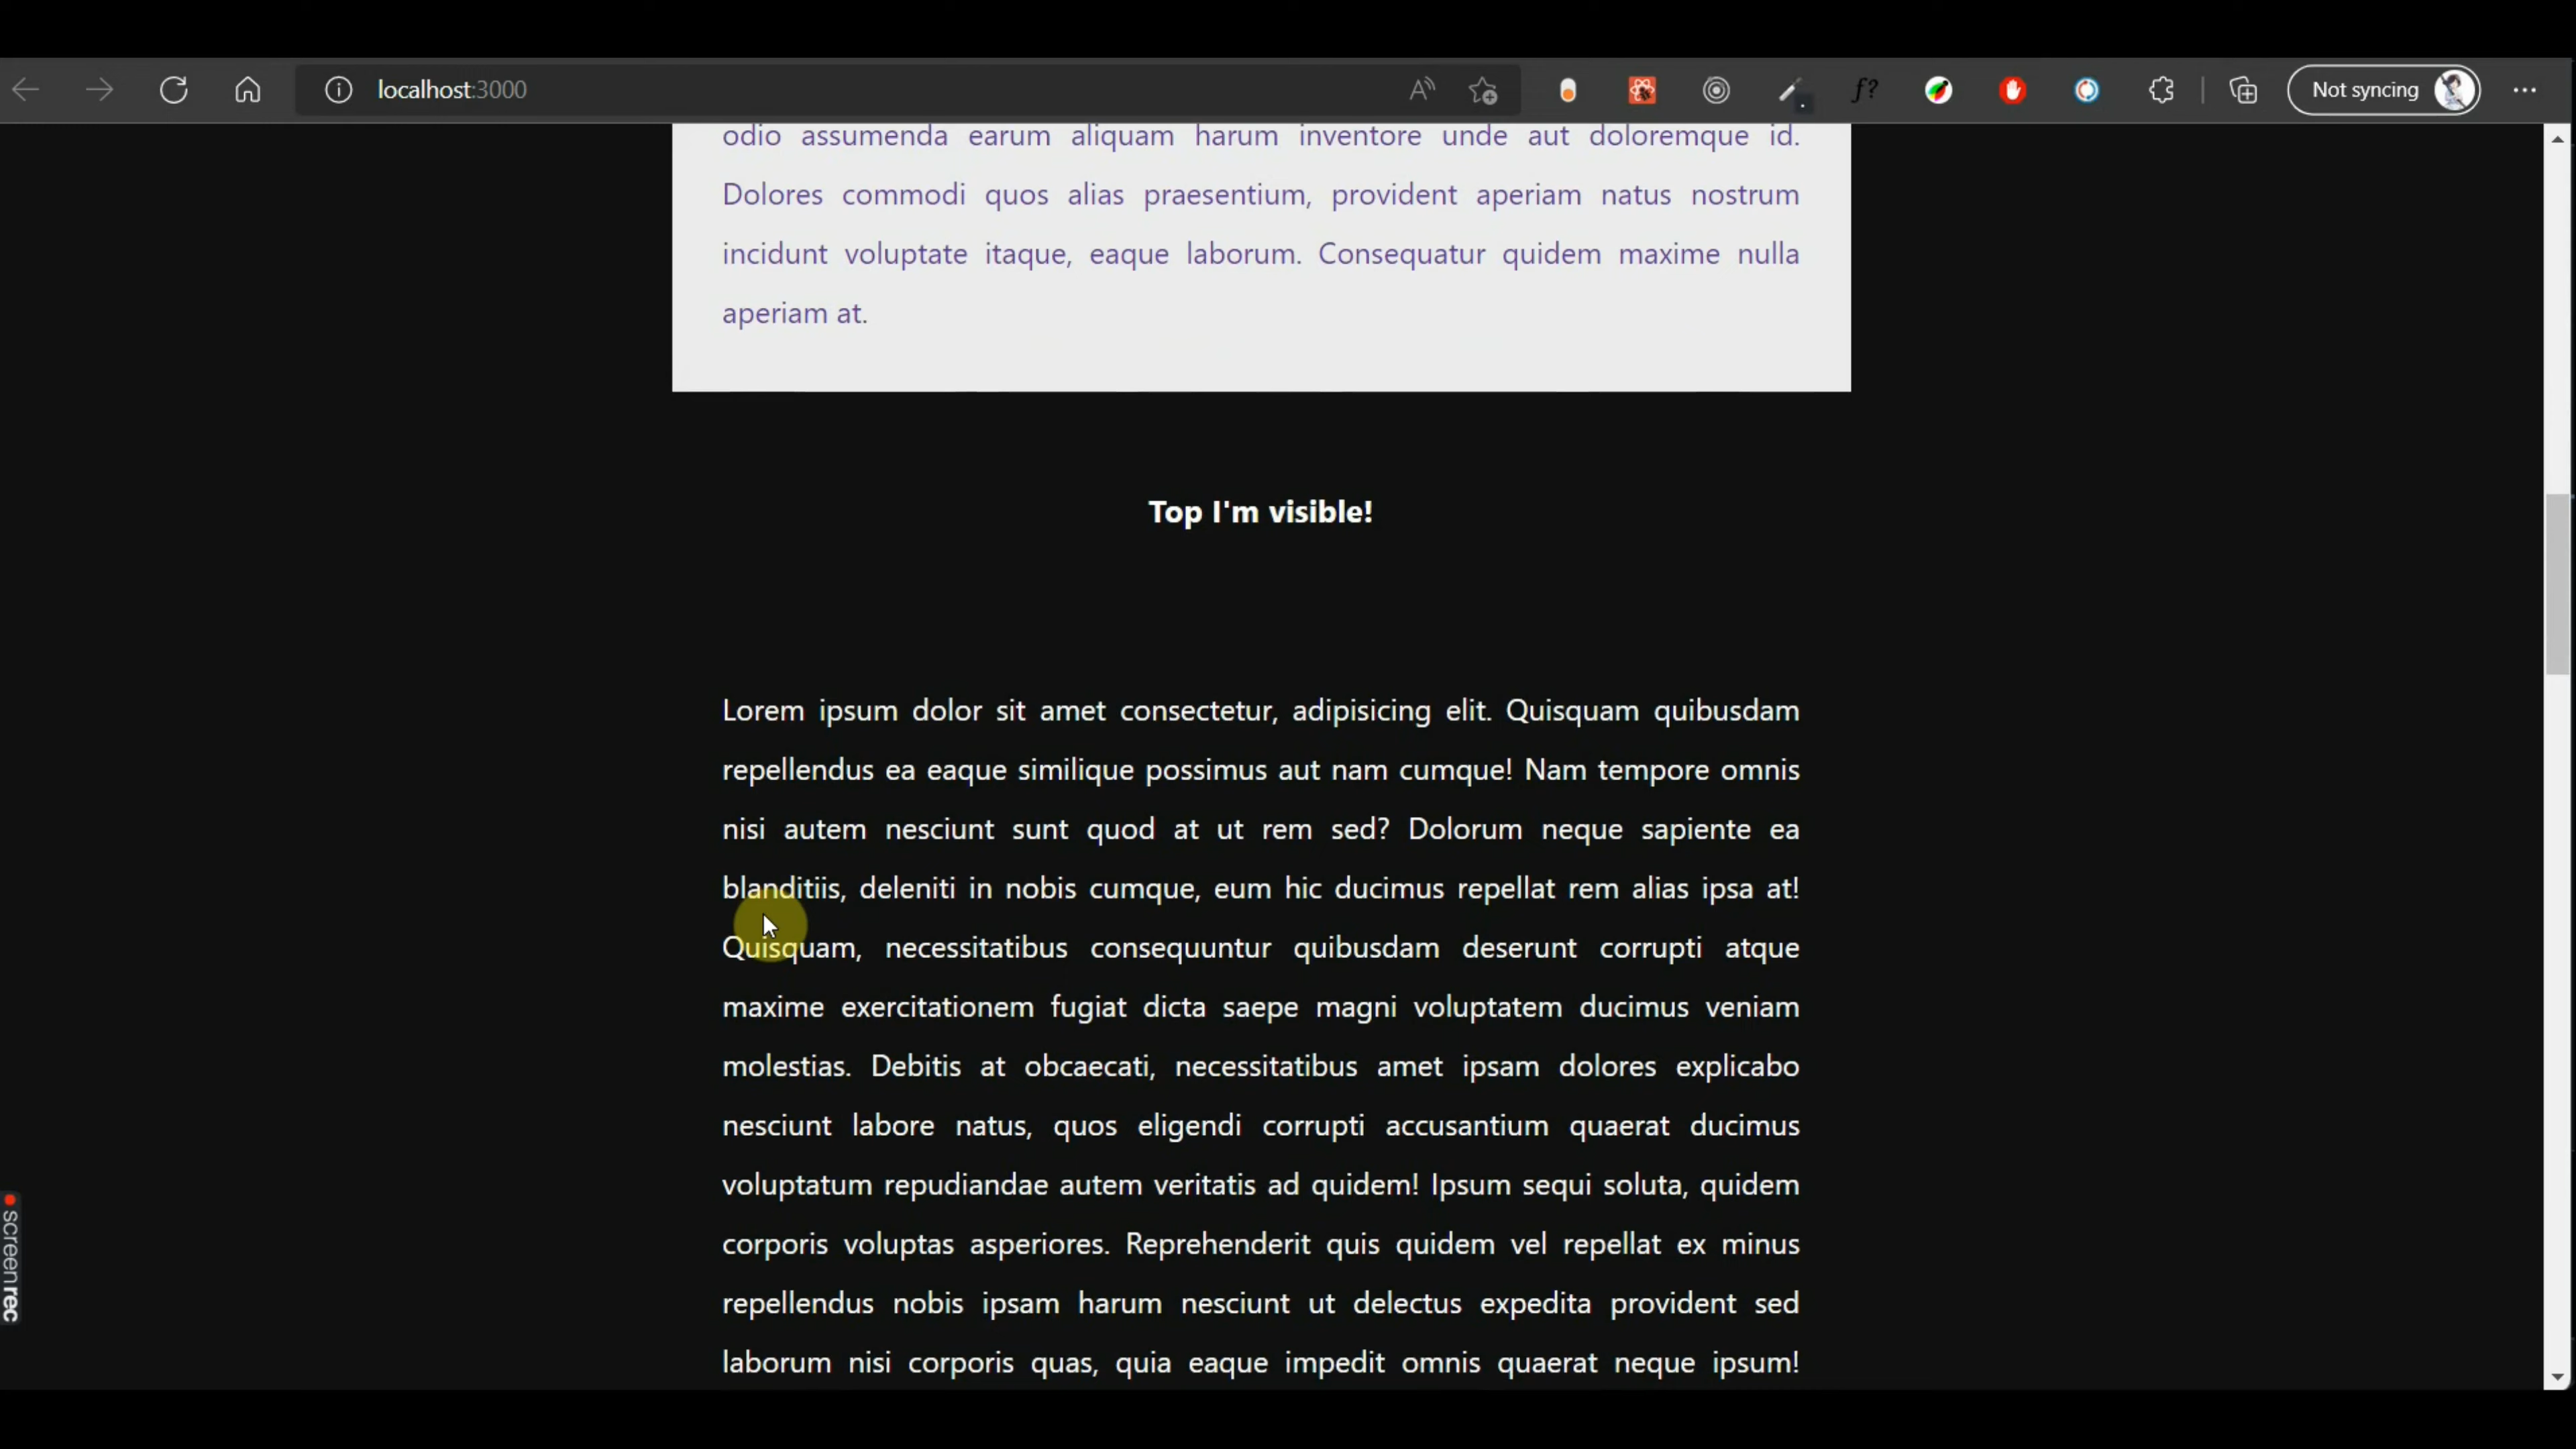 localhost:3000
Not syncing
odio assumenda earum aliquam harum inventore unde aut doloremque id.
Dolores commodi quos alias praesentium, provident aperiam natus nostrum
incidunt voluptate itaque, eaque laborum. Consequatur quidem maxime nulla
aperiam at.
Top I'm visible!
Lorem ipsum dolor sit amet consectetur, adipisicing elit. Quisquam quibusdam
repellendus ea eaque similique possimus aut nam cumque! Nam tempore omnis
nisi autem nesciunt sunt quod at ut rem sed? Dolorum neque sapiente ea
blanditiis, deleniti in nobis cumque, eum hic ducimus repellat rem alias ipsa at!
Quisquam, necessitatibus consequuntur quibusdam deserunt corrupti atque
maxime exercitationem fugiat dicta saepe magni voluptatem ducimus veniam
molestias. Debitis at obcaecati, necessitatibus amet ipsam dolores explicabo
nesciunt labore natus, quos eligendi corrupti accusantium quaerat ducimus
voluptatum repudiandae autem veritatis ad quidem! Ipsum sequi soluta, quidem
corporis voluptas asperiores. Reprehenderit quis quidem vel repellat ex minus
repellendus nobis ipsam harum nesciunt ut delectus expedita provident sed
laborum nisi corporis quas, quia eaque impedit omnis quaerat neque ipsum!
screenrec
f?